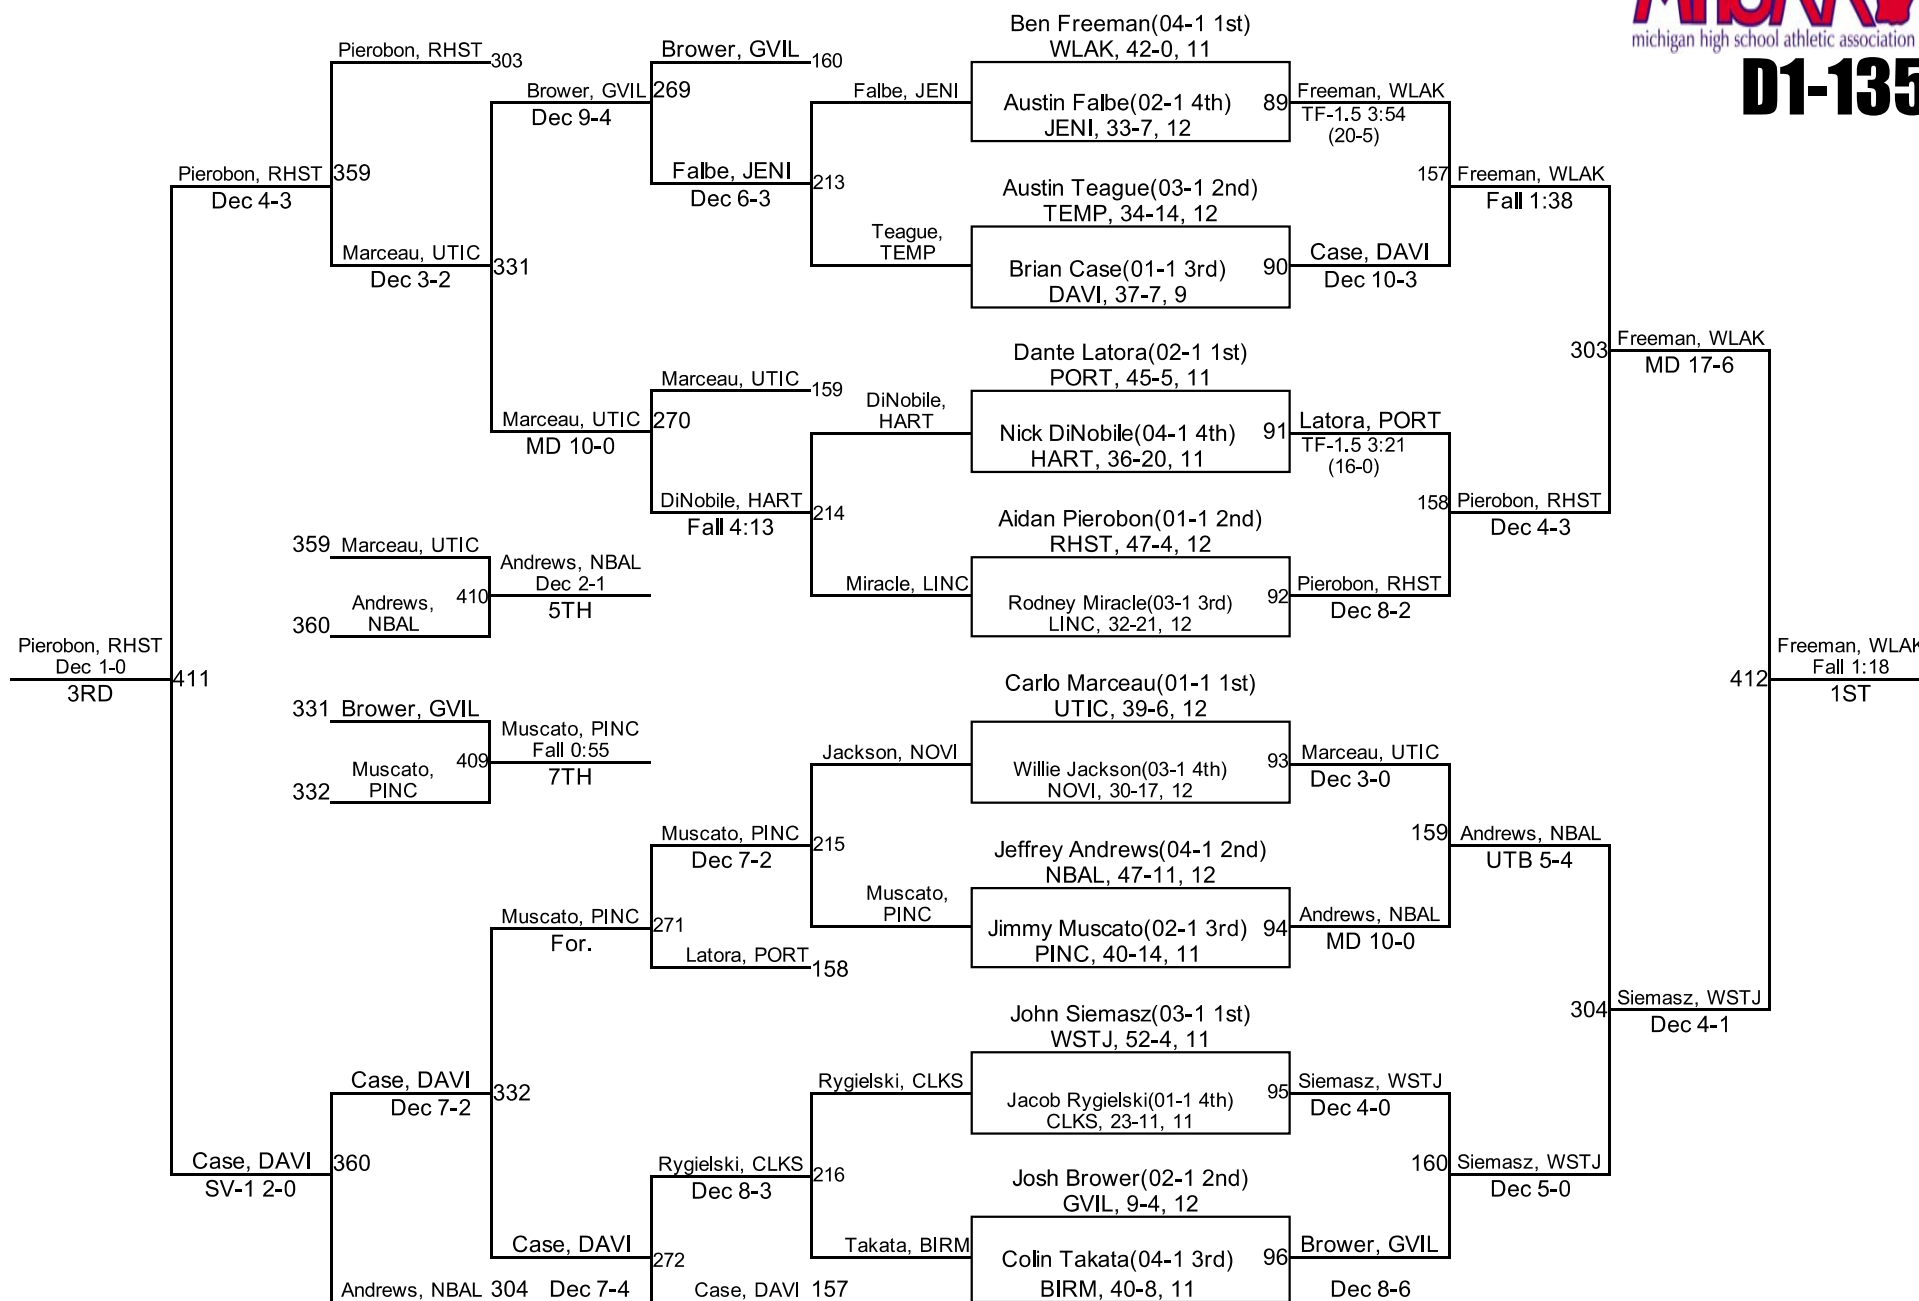 MHSAA
michigan high school athletic association
D1-135
Pierobon, RHST
303
Pierobon, RHST
Dec 4-3
359
Marceau, UTIC
Dec 3-2
331
Brower, GVIL
Dec 9-4
269
Brower, GVIL
160
Falbe, JENI
Dec 6-3
213
Falbe, JENI
Teague,
TEMP
Marceau, UTIC
MD 10-0
270
Marceau, UTIC
159
DiNobile, HART
Fall 4:13
214
DiNobile,
HART
Miracle, LINC
359
Marceau, UTIC
360
Andrews,
NBAL
410
Andrews, NBAL
Dec 2-1
5TH
Pierobon, RHST
Dec 1-0
3RD
411
331
Brower, GVIL
332
Muscato,
PINC
409
Muscato, PINC
Fall 0:55
7TH
Jackson, NOVI
Muscato, PINC
Dec 7-2
215
Muscato,
PINC
Muscato, PINC
For.
271
Latora, PORT
158
Case, DAVI
Dec 7-2
332
Case, DAVI
SV-1 2-0
360
Rygielski, CLKS
Rygielski, CLKS
Dec 8-3
216
Takata, BIRM
Case, DAVI
Dec 7-4
272
Case, DAVI
157
Andrews, NBAL
304
Ben Freeman(04-1 1st)
WLAK, 42-0, 11
Austin Falbe(02-1 4th)
JENI, 33-7, 12
89
Freeman, WLAK
TF-1.5 3:54
(20-5)
Austin Teague(03-1 2nd)
TEMP, 34-14, 12
Brian Case(01-1 3rd)
DAVI, 37-7, 9
90
Case, DAVI
Dec 10-3
157
Freeman, WLAK
Fall 1:38
Dante Latora(02-1 1st)
PORT, 45-5, 11
Nick DiNobile(04-1 4th)
HART, 36-20, 11
91
Latora, PORT
TF-1.5 3:21
(16-0)
Aidan Pierobon(01-1 2nd)
RHST, 47-4, 12
Rodney Miracle(03-1 3rd)
LINC, 32-21, 12
92
Pierobon, RHST
Dec 8-2
158
Pierobon, RHST
Dec 4-3
303
Freeman, WLAK
MD 17-6
Carlo Marceau(01-1 1st)
UTIC, 39-6, 12
Willie Jackson(03-1 4th)
NOVI, 30-17, 12
93
Marceau, UTIC
Dec 3-0
Jeffrey Andrews(04-1 2nd)
NBAL, 47-11, 12
Jimmy Muscato(02-1 3rd)
PINC, 40-14, 11
94
Andrews, NBAL
MD 10-0
159
Andrews, NBAL
UTB 5-4
John Siemasz(03-1 1st)
WSTJ, 52-4, 11
Jacob Rygielski(01-1 4th)
CLKS, 23-11, 11
95
Siemasz, WSTJ
Dec 4-0
Josh Brower(02-1 2nd)
GVIL, 9-4, 12
Colin Takata(04-1 3rd)
BIRM, 40-8, 11
96
Brower, GVIL
Dec 8-6
160
Siemasz, WSTJ
Dec 5-0
304
Siemasz, WSTJ
Dec 4-1
412
Freeman, WLAK
Fall 1:18
1ST